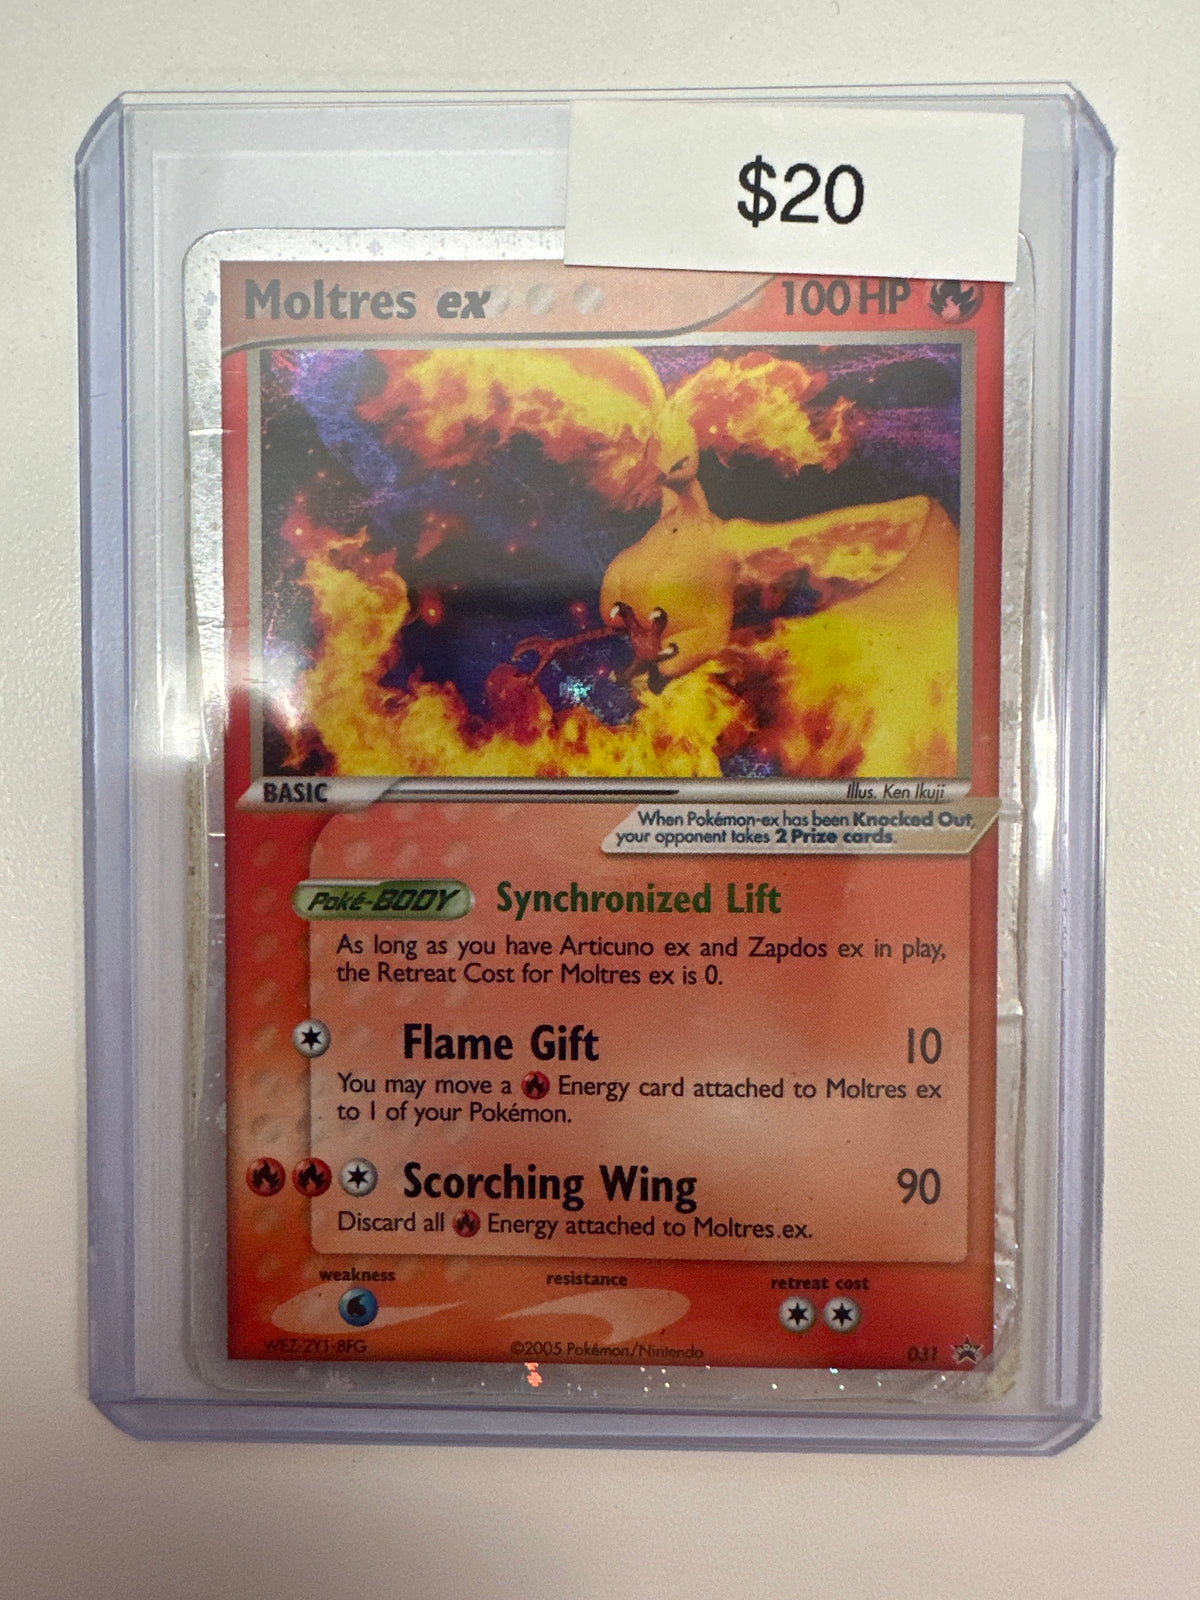 $20
Moltres ex 100 HP
BASIC Illus. Ken Ikuji
When Pokémon-ex has been Knocked Out,
your opponent takes 2 Prize cards.
Poké-BODY Synchronized Lift
As long as you have Articuno ex and Zapdos ex in play,
the Retreat Cost for Moltres ex is 0.
Flame Gift 10
You may move a Energy card attached to Moltres ex
to 1 of your Pokémon.
Scorching Wing 90
Discard all Energy attached to Moltres ex.
weakness resistance retreat cost
WEZ-2Y1-8FG ©2005 Pokémon/Nintendo 031